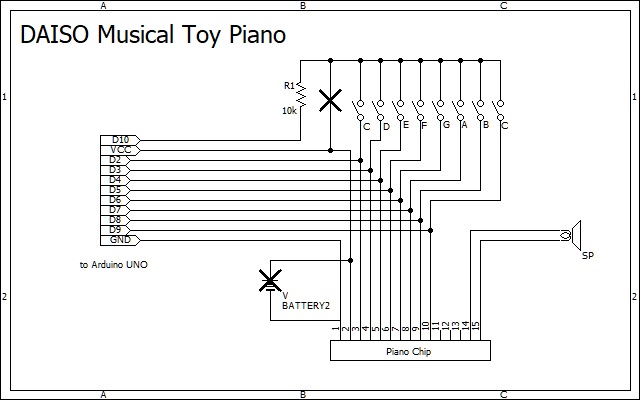 A B C
DAISO Musical Toy Piano
1 1
R1
10k
C D E F G A B C
D10
VCC
D2
D3
D4
D5
D6
D7
D8
D9
GND
to Arduino UNO
SP
2 2
V
BATTERY2
1 2 3 4 5 6 7 8 9 10 11 12 13 14 15
Piano Chip
A B C